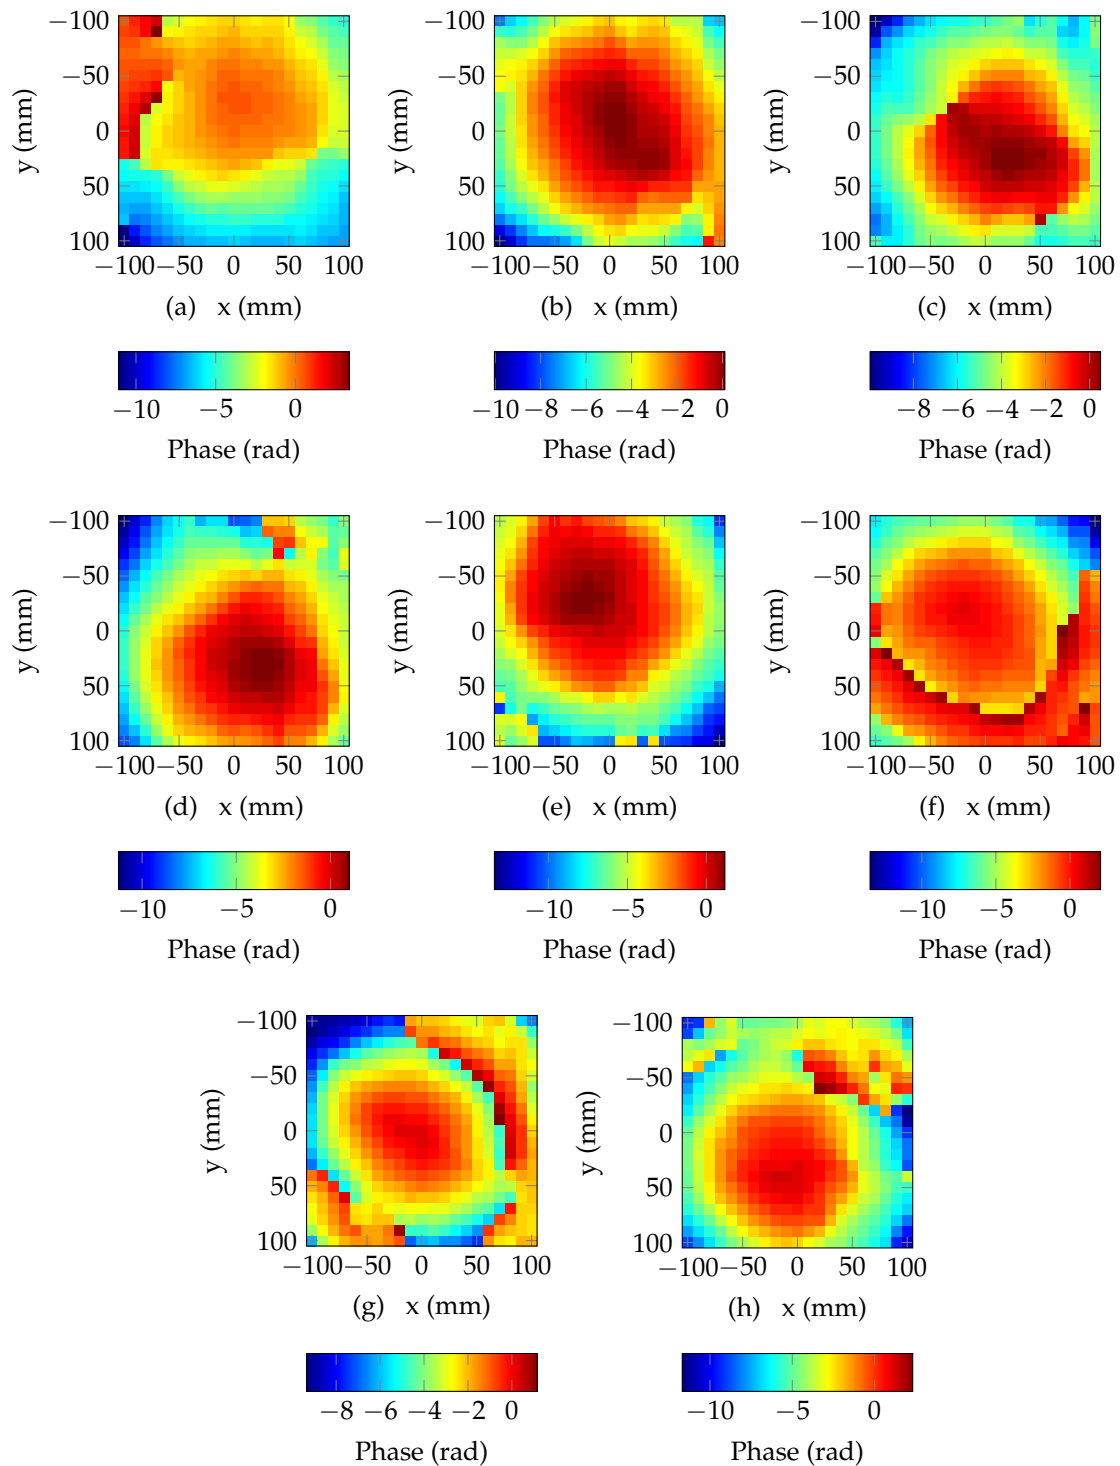 −100
−50
0
50
100
y (mm)
−100 −50 0 50 100
(a) x (mm)
−10 −5 0
Phase (rad)
−100
−50
0
50
100
y (mm)
−100 −50 0 50 100
(b) x (mm)
−10 −8 −6 −4 −2 0
Phase (rad)
−100
−50
0
50
100
y (mm)
−100 −50 0 50 100
(c) x (mm)
−8 −6 −4 −2 0
Phase (rad)
−100
−50
0
50
100
y (mm)
−100 −50 0 50 100
(d) x (mm)
−10 −5 0
Phase (rad)
−100
−50
0
50
100
y (mm)
−100 −50 0 50 100
(e) x (mm)
−10 −5 0
Phase (rad)
−100
−50
0
50
100
y (mm)
−100 −50 0 50 100
(f) x (mm)
−10 −5 0
Phase (rad)
−100
−50
0
50
100
y (mm)
−100 −50 0 50 100
(g) x (mm)
−8 −6 −4 −2 0
Phase (rad)
−100
−50
0
50
100
y (mm)
−100 −50 0 50 100
(h) x (mm)
−10 −5 0
Phase (rad)